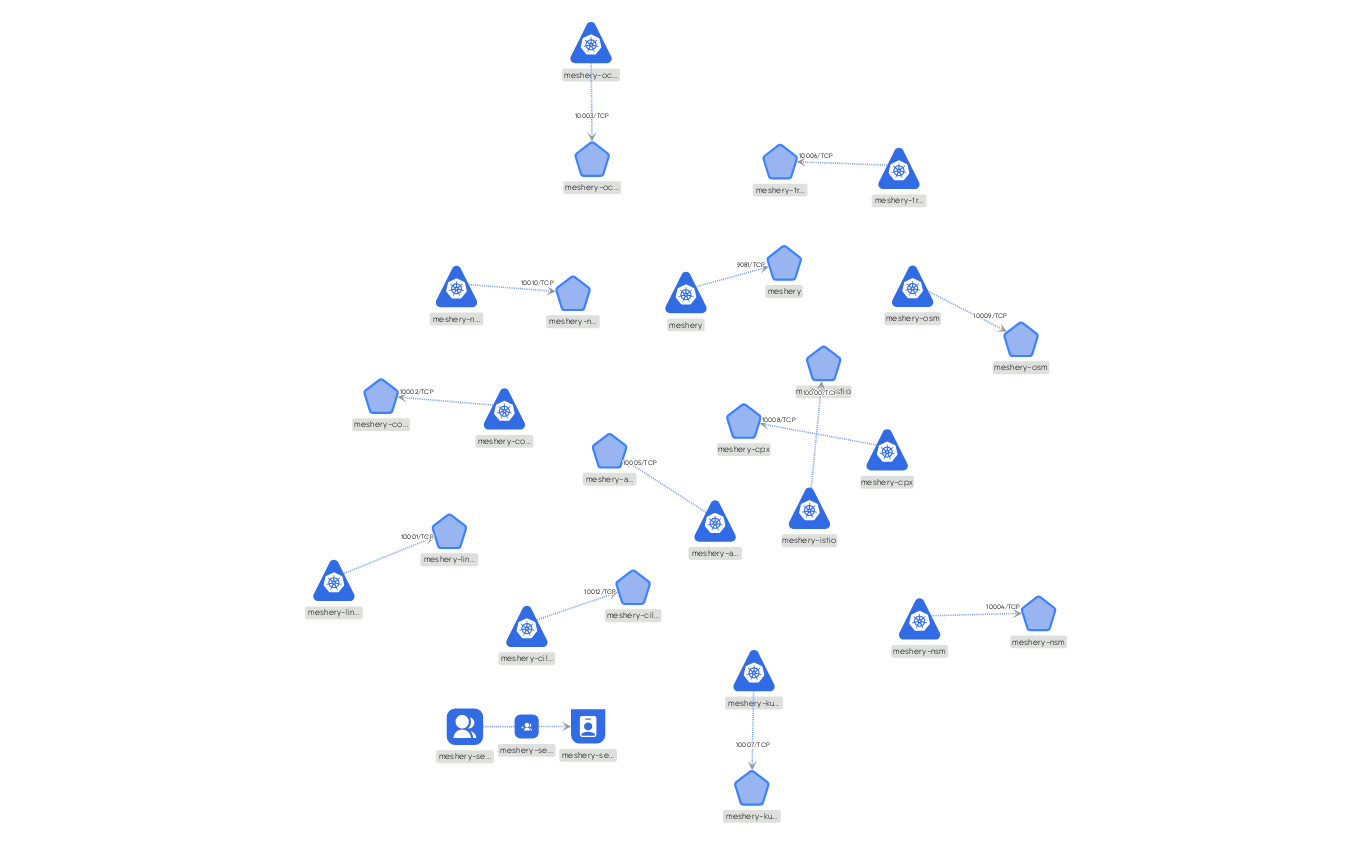 meshery-oc...
10003/TCP
meshery-oc...
10006/TCP
meshery-tr...
meshery-tr...
9081/TCP
meshery
meshery
10010/TCP
meshery-n...
meshery-n...
meshery-osm
10009/TCP
meshery-osm
10002/TCP
meshery-co...
meshery-co...
10000/TCP
10008/TCP
meshery-cpx
meshery-cpx
10005/TCP
meshery-a...
meshery-a...
meshery-istio
10001/TCP
meshery-lin...
meshery-lin...
10012/TCP
meshery-cil...
meshery-cil...
10004/TCP
meshery-nsm
meshery-nsm
meshery-ku...
10007/TCP
meshery-ku...
meshery-se...
meshery-se...
meshery-se...